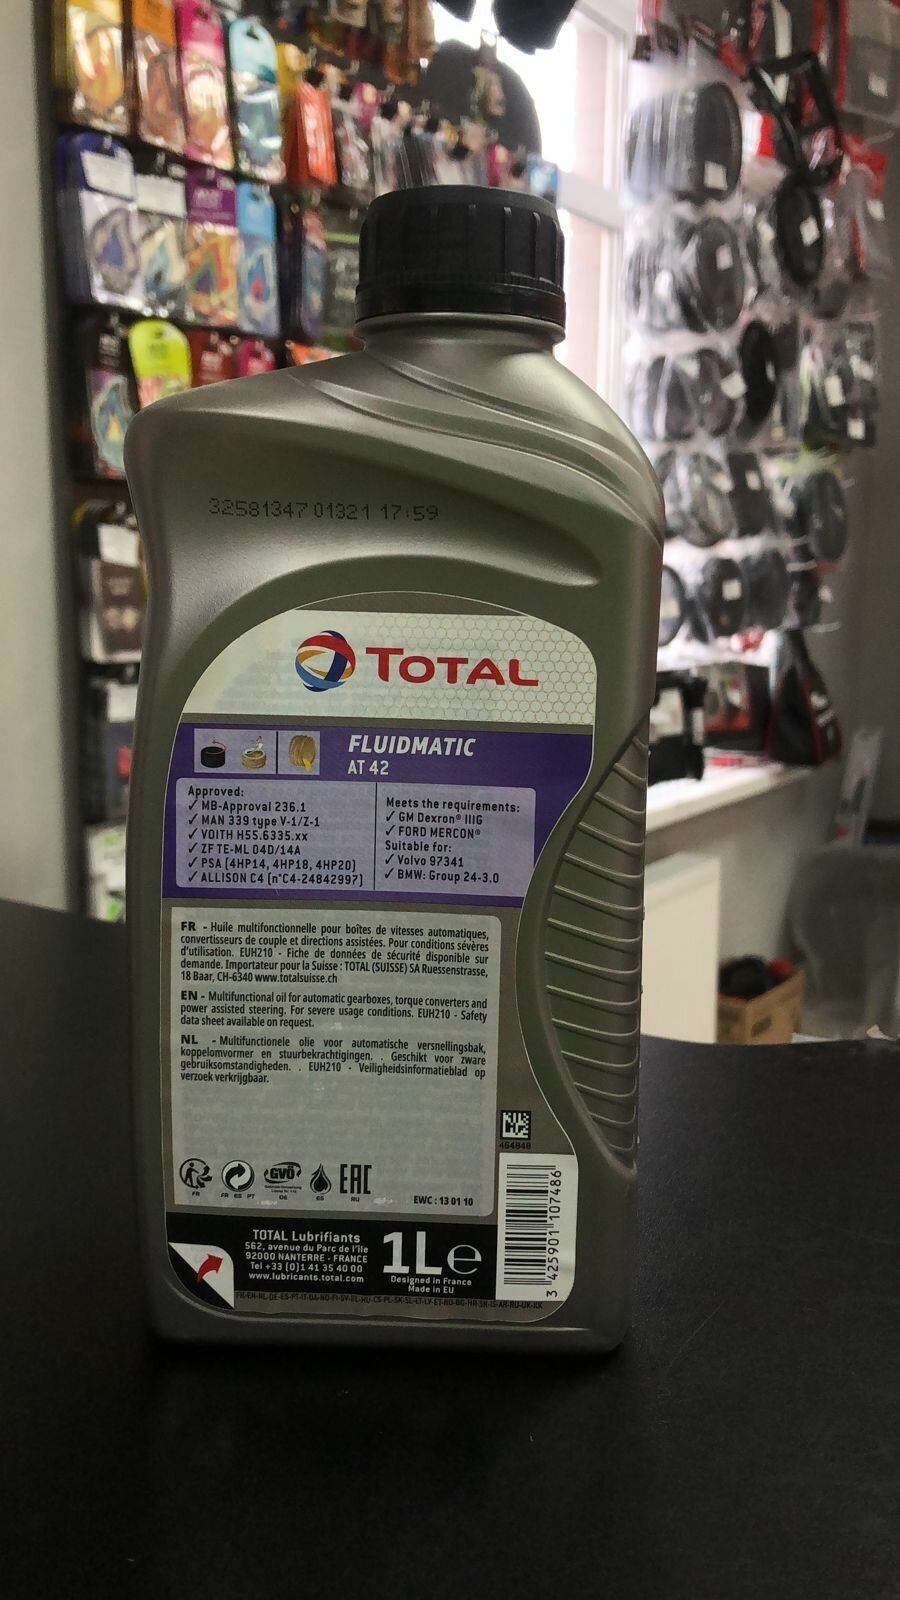 32581347 01321 17:59
TOTAL
FLUIDMATIC
AT 42
Approved:
✓ MB-Approval 236.1
✓ MAN 339 type V-1/Z-1
✓ VOITH H55.6335.xx
✓ ZF TE-ML 04D/14A
✓ PSA (4HP14, 4HP18, 4HP20)
✓ ALLISON C4 (n°C4-24842997)
Meets the requirements:
✓ GM Dexron® IIIG
✓ FORD MERCON®
Suitable for:
✓ Volvo 97341
✓ BMW: Group 24-3.0
FR - Huile multifonctionnelle pour boîtes de vitesses automatiques,
convertisseurs de couple et directions assistées. Pour conditions sévères
d'utilisation. EUH210 - Fiche de données de sécurité disponible sur
demande. Importateur pour la Suisse : TOTAL (SUISSE) SA Ruessenstrasse,
18 Baar, CH-6340 www.totalsuisse.ch
EN - Multifunctional oil for automatic gearboxes, torque converters and
power assisted steering. For severe usage conditions. EUH210 - Safety
data sheet available on request.
NL - Multifunctionele olie voor automatische versnellingsbak,
koppelomvormer en stuurbekrachtigingen. . Geschikt voor zware
gebruiksomstandigheden. . EUH210 - Veiligheidsinformatieblad op
verzoek verkrijgbaar.
464848
GVÖ
EAC
FR
FR ES PT
DE
ES
RU
EWC : 13 01 10
TOTAL Lubrifiants
562, avenue du Parc de l'île
92000 NANTERRE - FRANCE
Tel +33 (0)1 41 35 40 00
www.lubricants.total.com
1L e
Designed in France
Made in EU
3 425901 107486